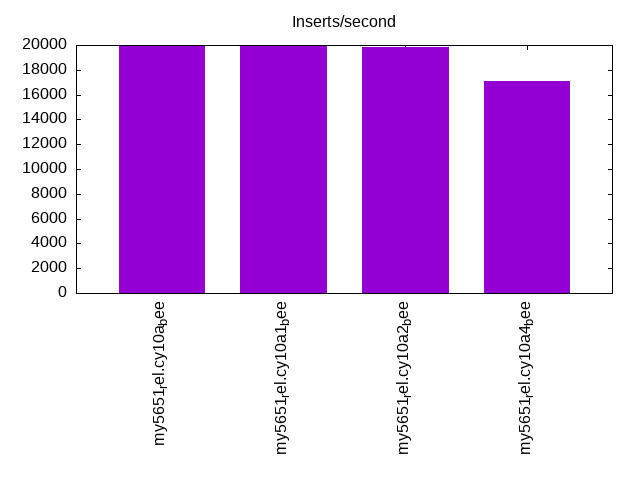 Inserts/second
20000
18000
16000
14000
12000
10000
8000
6000
4000
2000
0
my5651rel.cy10abee
my5651rel.cy10a1bee
my5651rel.cy10a2bee
my5651rel.cy10a4bee